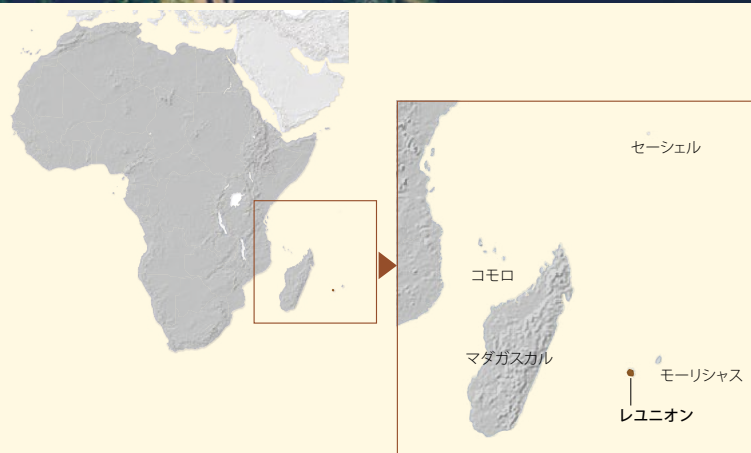 セーシェル
コモロ
マダガスカル
モーリシャス
レユニオン